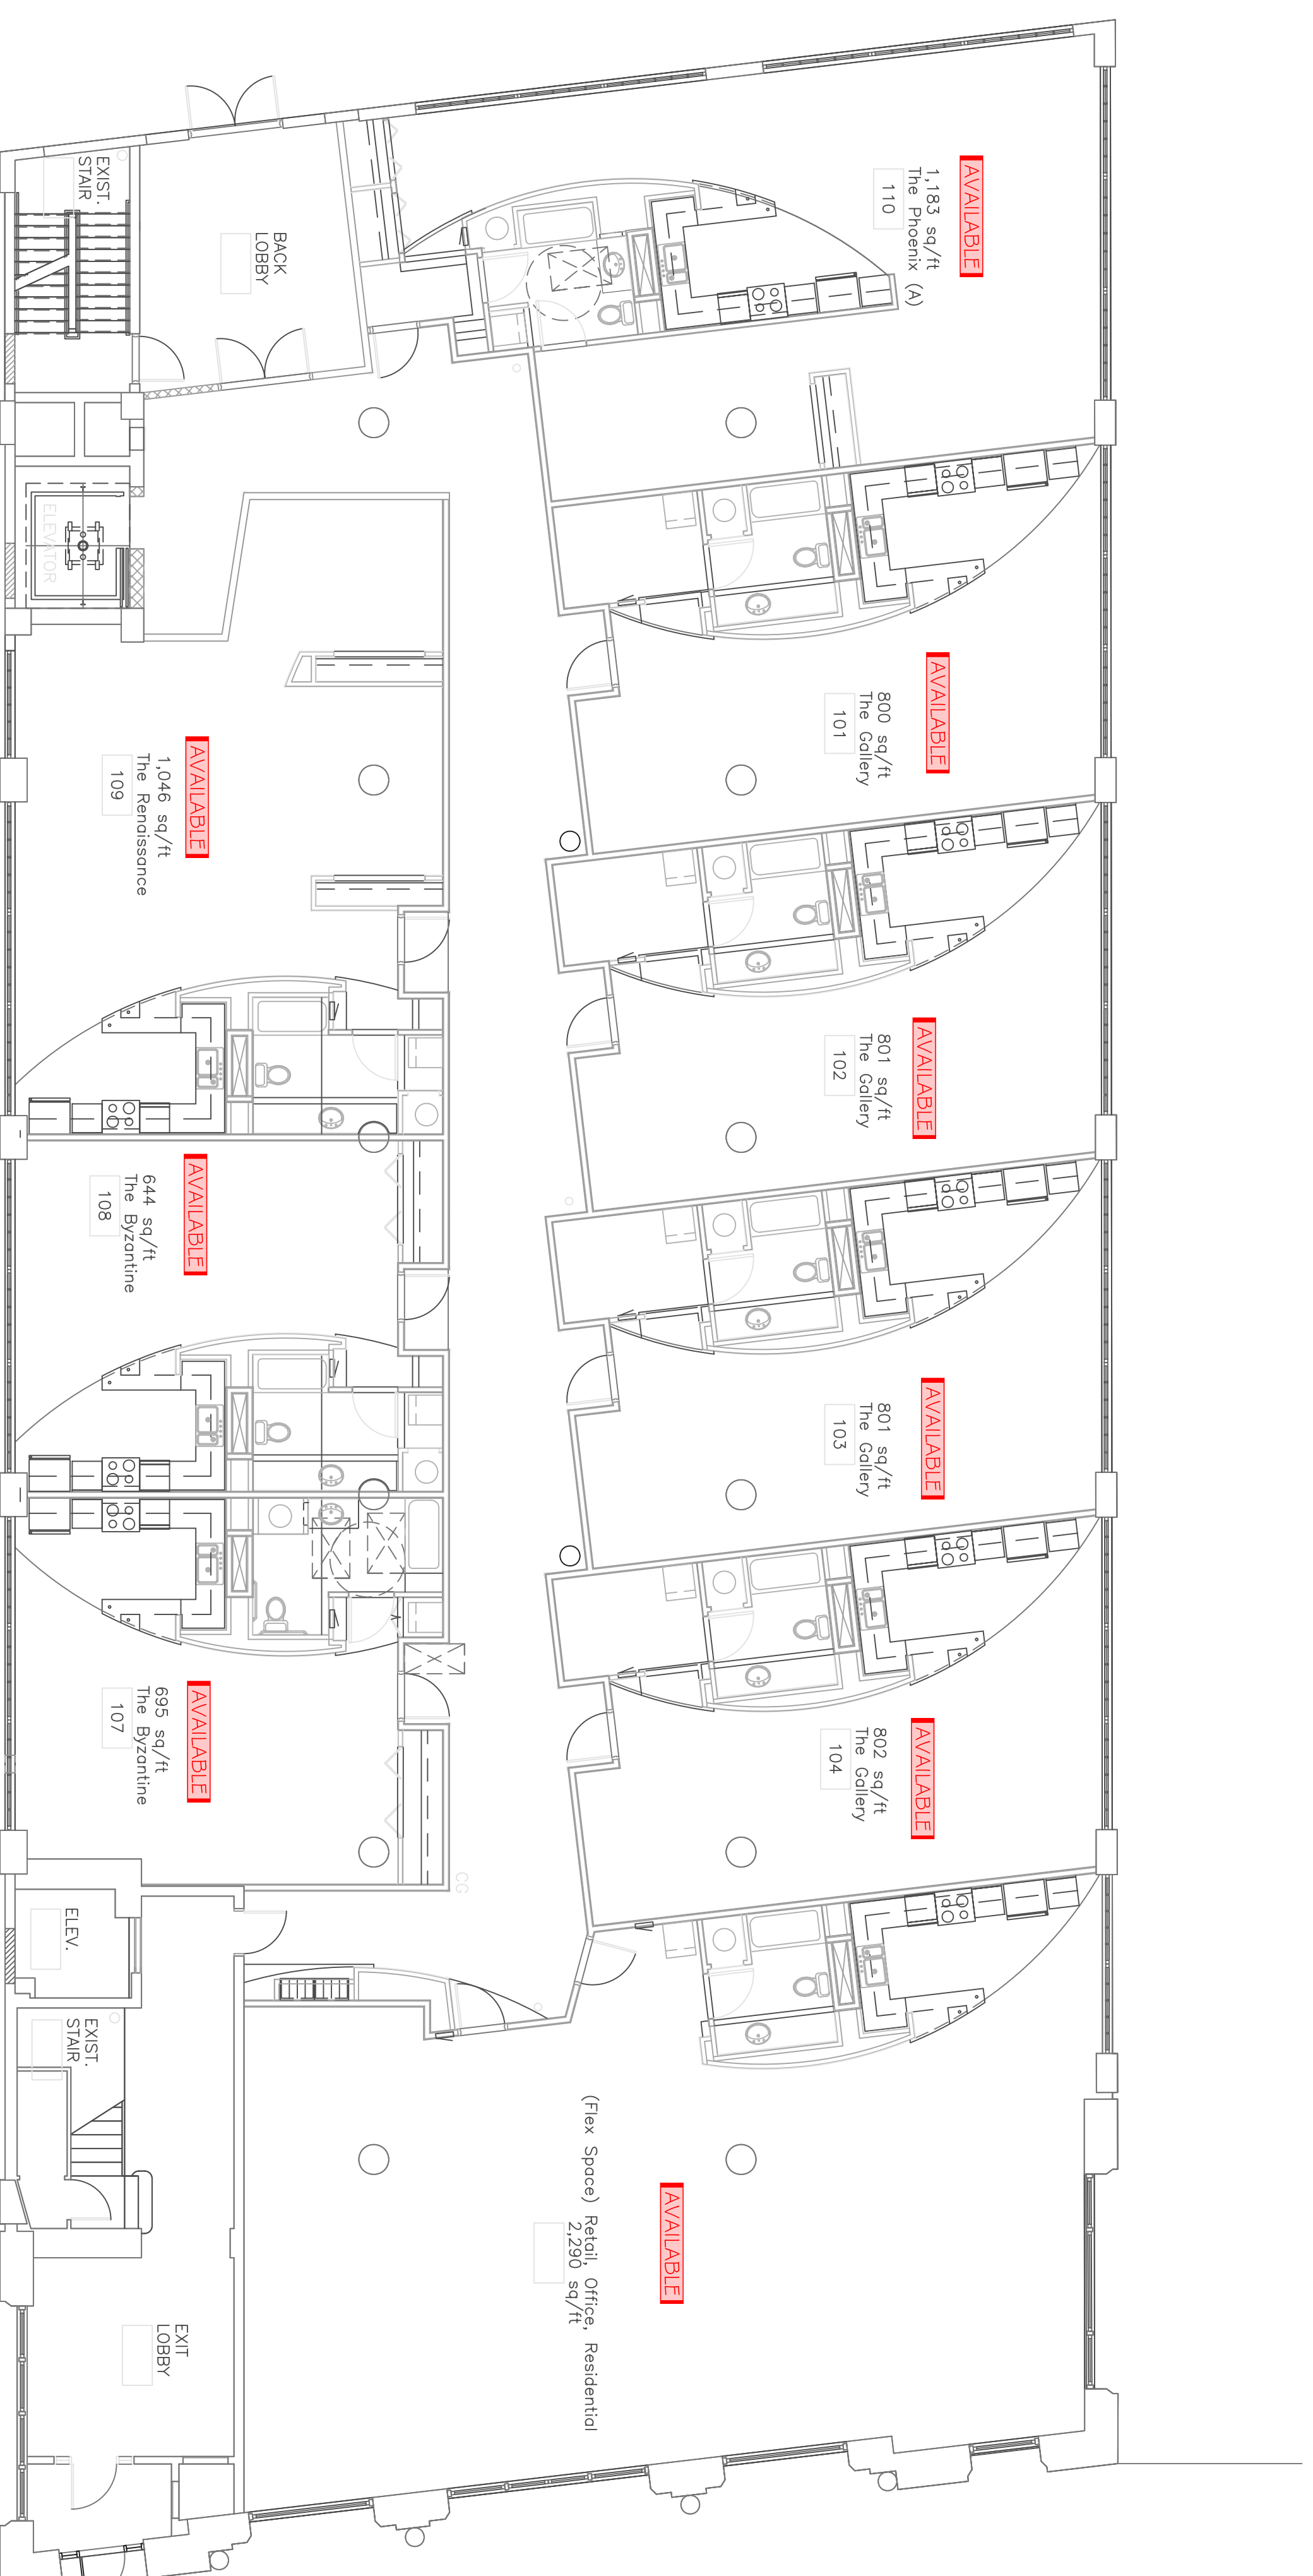 AVAILABLE
1,183 sq/ft
The Phoenix (A)
110
AVAILABLE
800 sq/ft
The Gallery
101
AVAILABLE
801 sq/ft
The Gallery
102
AVAILABLE
801 sq/ft
The Gallery
103
AVAILABLE
802 sq/ft
The Gallery
104
AVAILABLE
(Flex Space) Retail, Office, Residential
2,290 sq/ft
EXIST.
STAIR
BACK
LOBBY
ELEVATOR
AVAILABLE
1,046 sq/ft
The Renaissance
109
AVAILABLE
644 sq/ft
The Byzantine
108
AVAILABLE
695 sq/ft
The Byzantine
107
CG
ELEV.
EXIST.
STAIR
EXIT
LOBBY